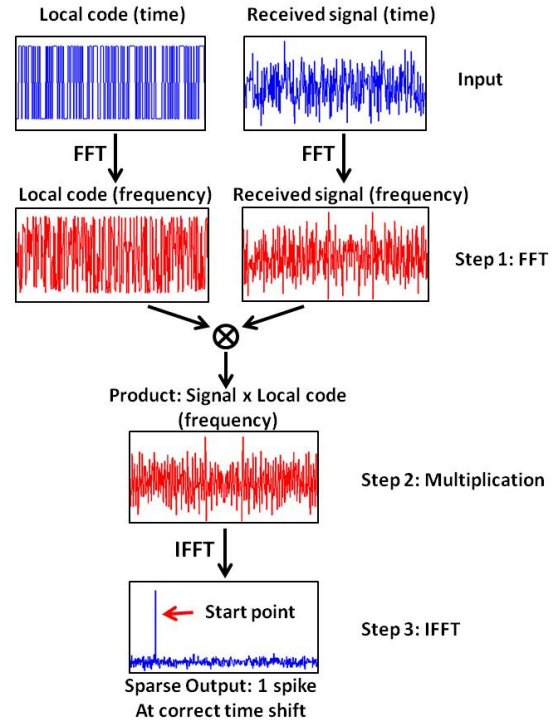 Local code (time)
Received signal (time)
Input
FFT
FFT
Local code (frequency)
Received signal (frequency)
Step 1: FFT
Product: Signal x Local code
(frequency)
Step 2: Multiplication
IFFT
Start point
Step 3: IFFT
Sparse Output: 1 spike
At correct time shift